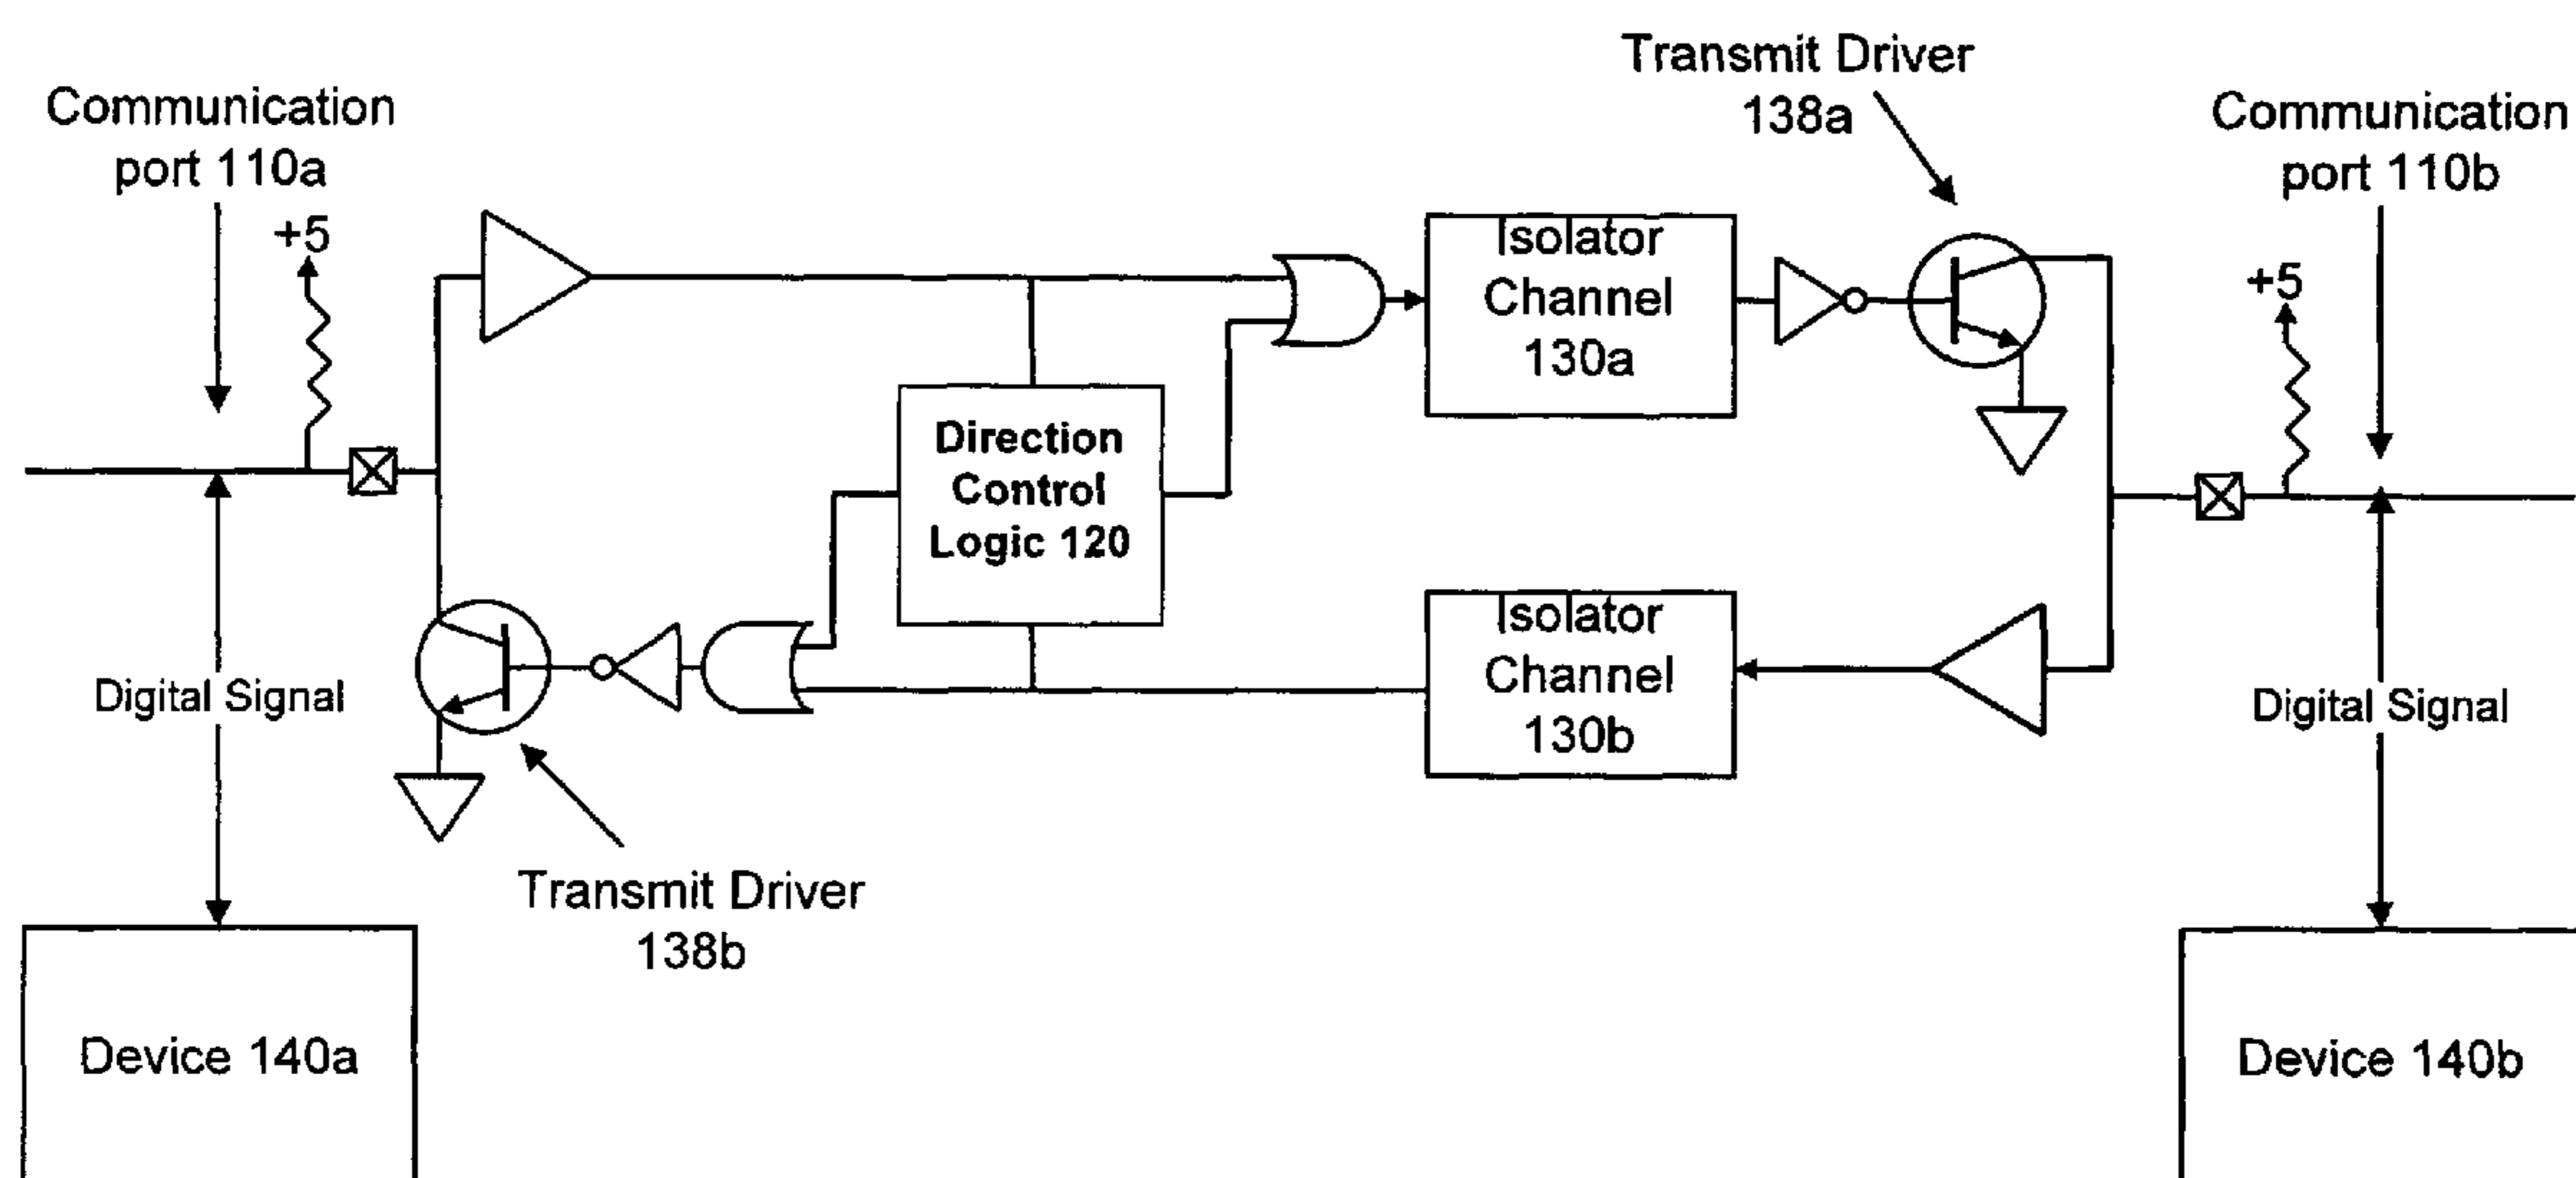 Transmit Driver
138a
Communication
port 110a
Communication
port 110b
+5
+5
Isolator
Channel
130a
Direction
Control
Logic 120
Isolator
Channel
130b
Digital Signal
Digital Signal
Transmit Driver
138b
Device 140a
Device 140b